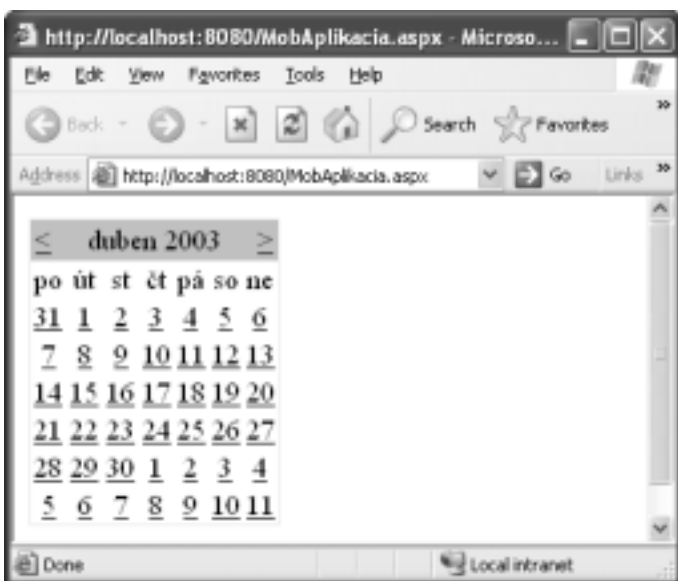 http://localhost:8080/MobAplikacia.aspx - Microso...
File Edit View Favorites Tools Help
Back Search Favorites »
Address http://localhost:8080/MobAplikacia.aspx Go Links »
< duben 2003 >
po út st čt pá so ne
31 1 2 3 4 5 6
7 8 9 10 11 12 13
14 15 16 17 18 19 20
21 22 23 24 25 26 27
28 29 30 1 2 3 4
5 6 7 8 9 10 11
Done Local intranet